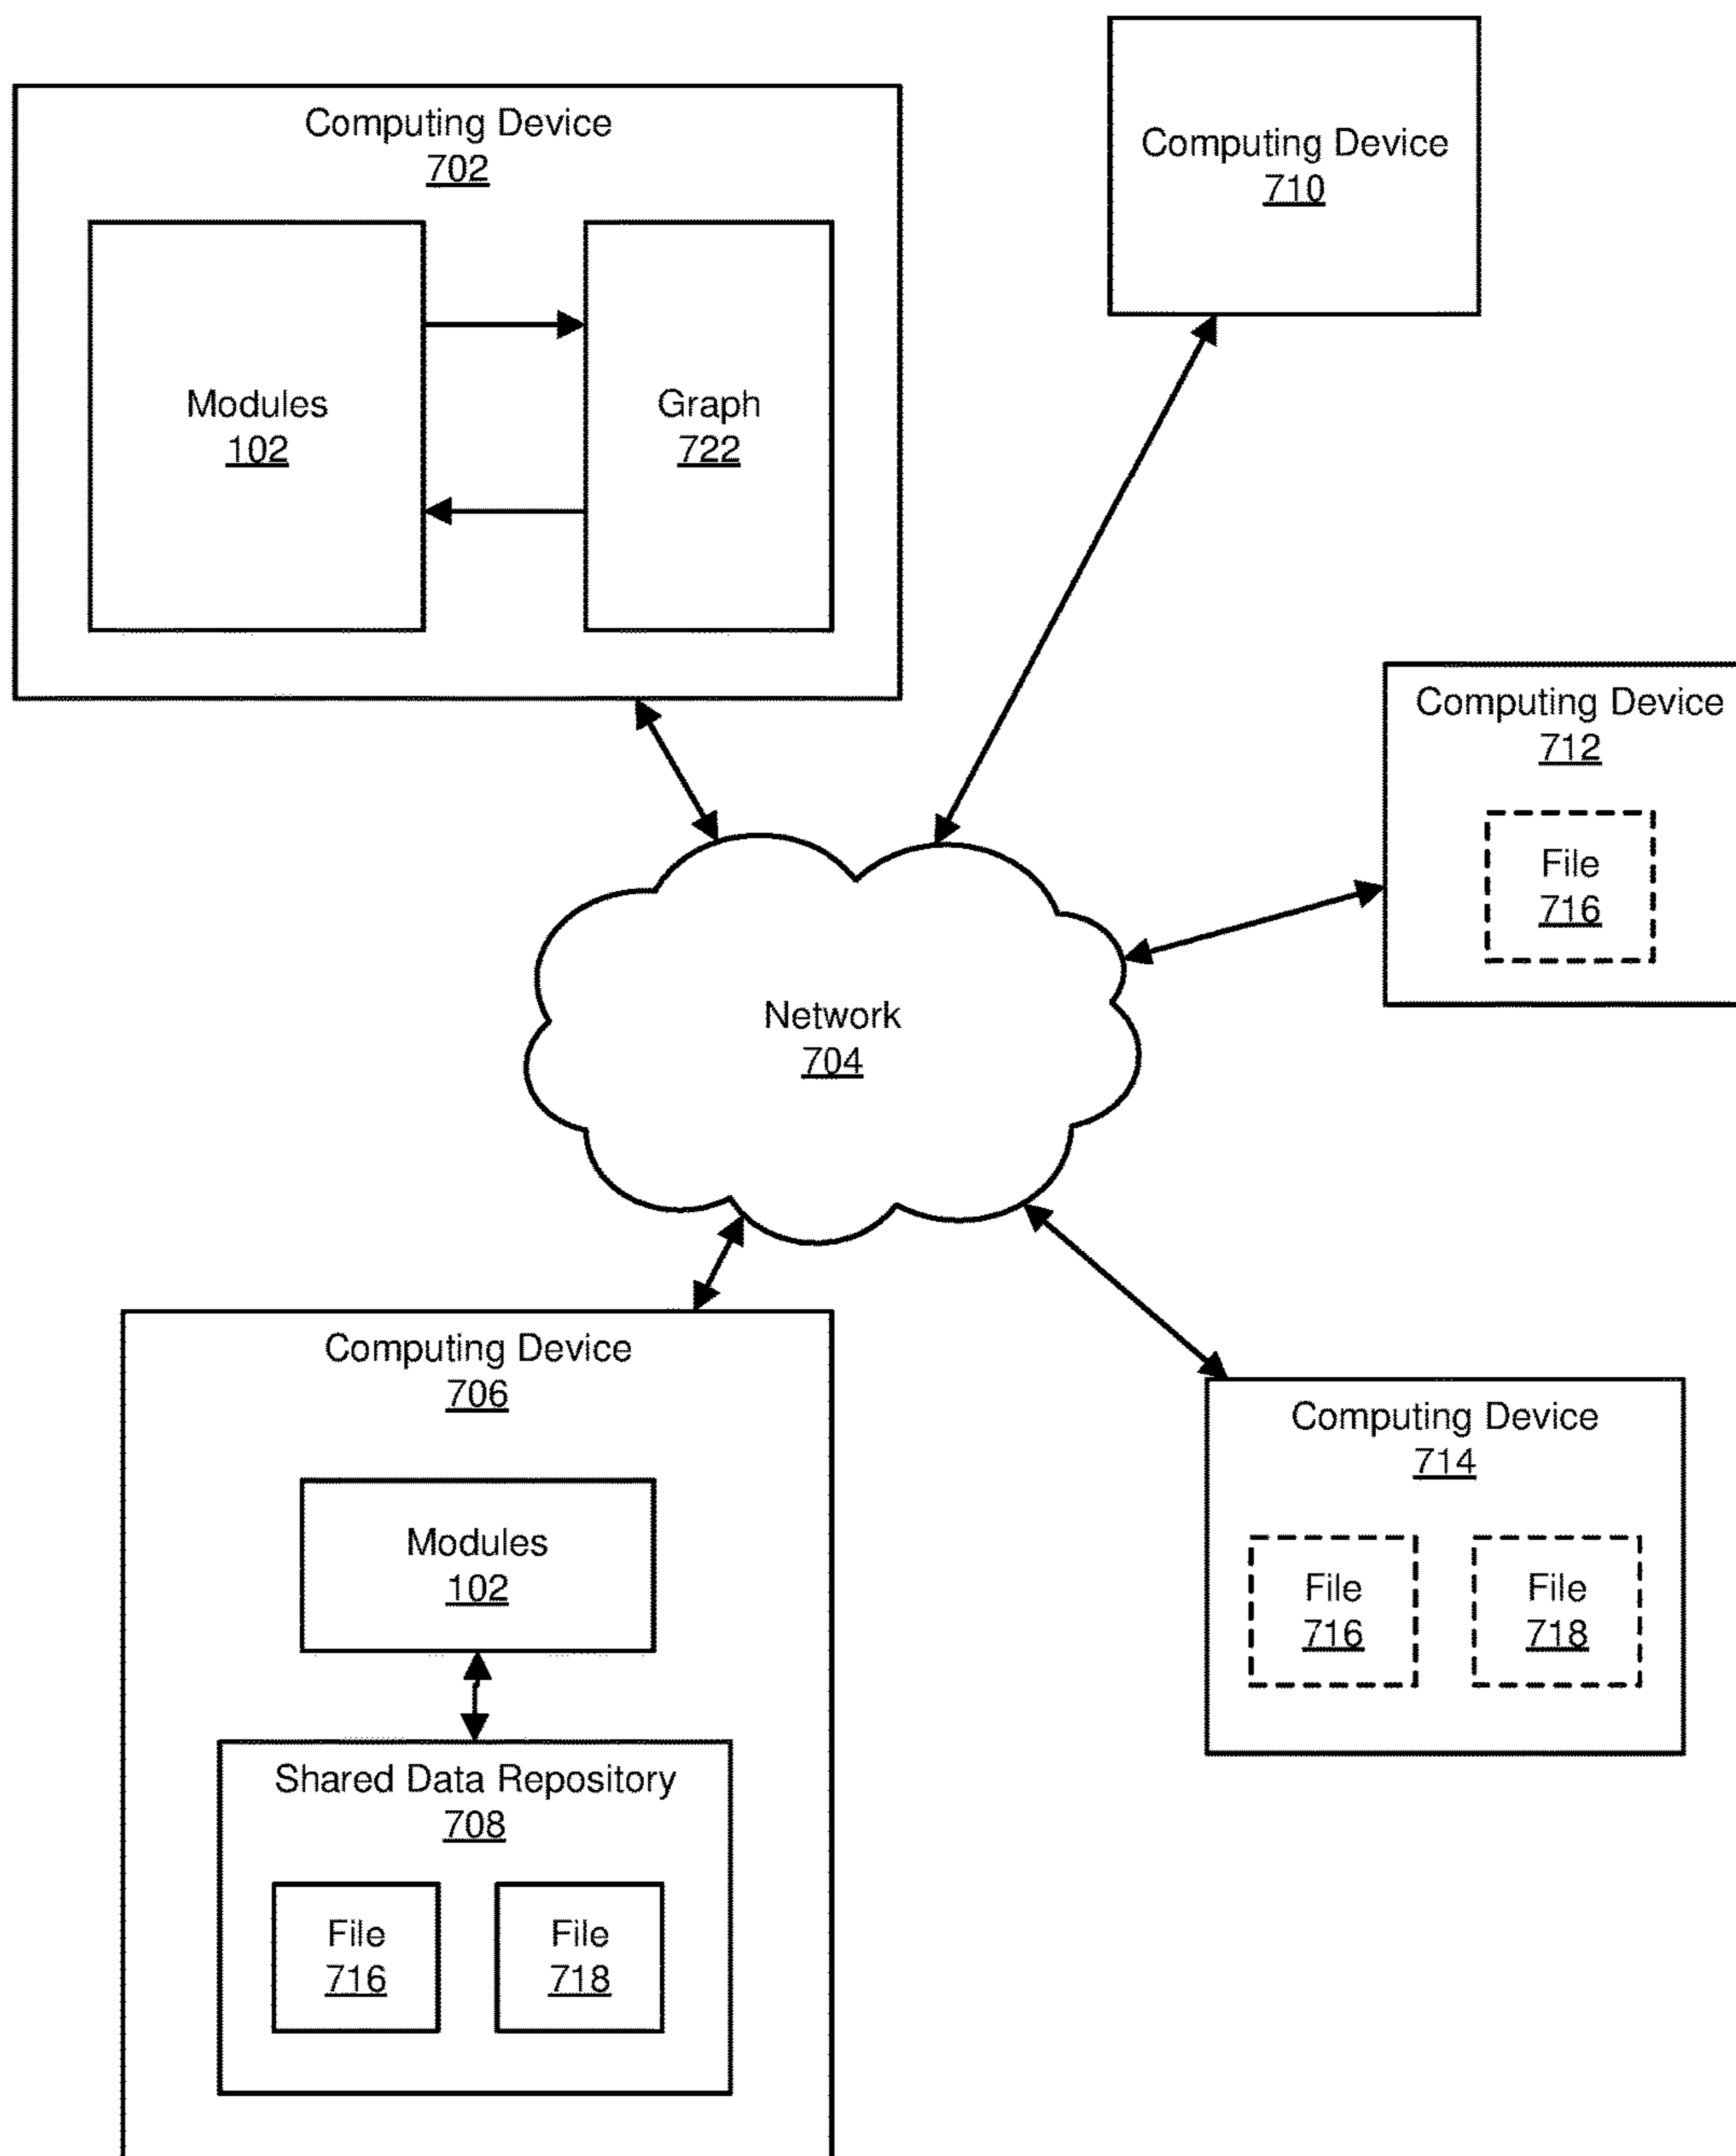 Computing Device
702
Modules
102
Graph
722
Computing Device
710
Computing Device
712
File
716
Network
704
Computing Device
706
Modules
102
Shared Data Repository
708
File
716
File
718
Computing Device
714
File
716
File
718